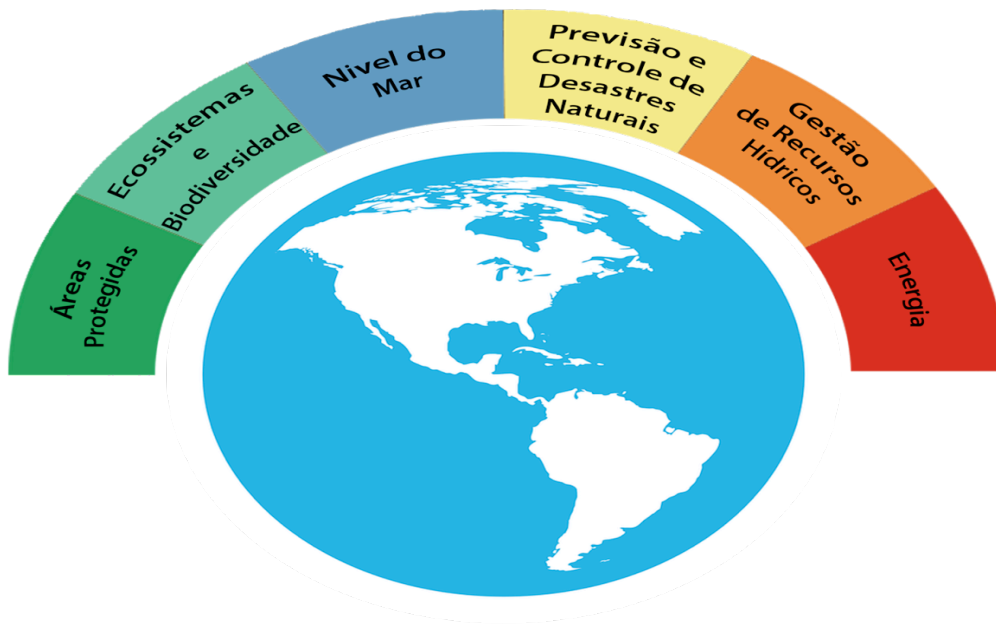 Áreas
Protegidas
Ecossistemas
e
Biodiversidade
Nivel do
Mar
Previsão e
Controle de
Desastres
Naturais
Gestão
de Recursos
Hídricos
Energia